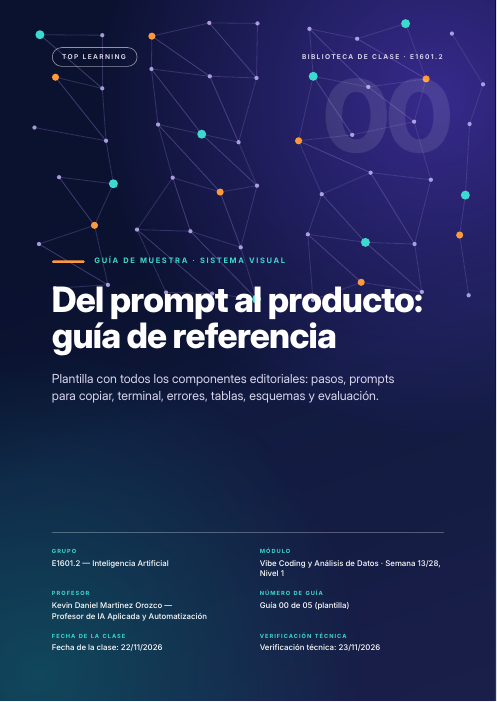 TOP LEARNING
BIBLIOTECA DE CLASE · E1601.2
00
GUÍA DE MUESTRA · SISTEMA VISUAL
Del prompt al producto:
guía de referencia
Plantilla con todos los componentes editoriales: pasos, prompts
para copiar, terminal, errores, tablas, esquemas y evaluación.
GRUPO
E1601.2 — Inteligencia Artificial
MÓDULO
Vibe Coding y Análisis de Datos · Semana 13/28,
Nivel 1
PROFESOR
Kevin Daniel Martínez Orozco —
Profesor de IA Aplicada y Automatización
NÚMERO DE GUÍA
Guía 00 de 05 (plantilla)
FECHA DE LA CLASE
Fecha de la clase: 22/11/2026
VERIFICACIÓN TÉCNICA
Verificación técnica: 23/11/2026